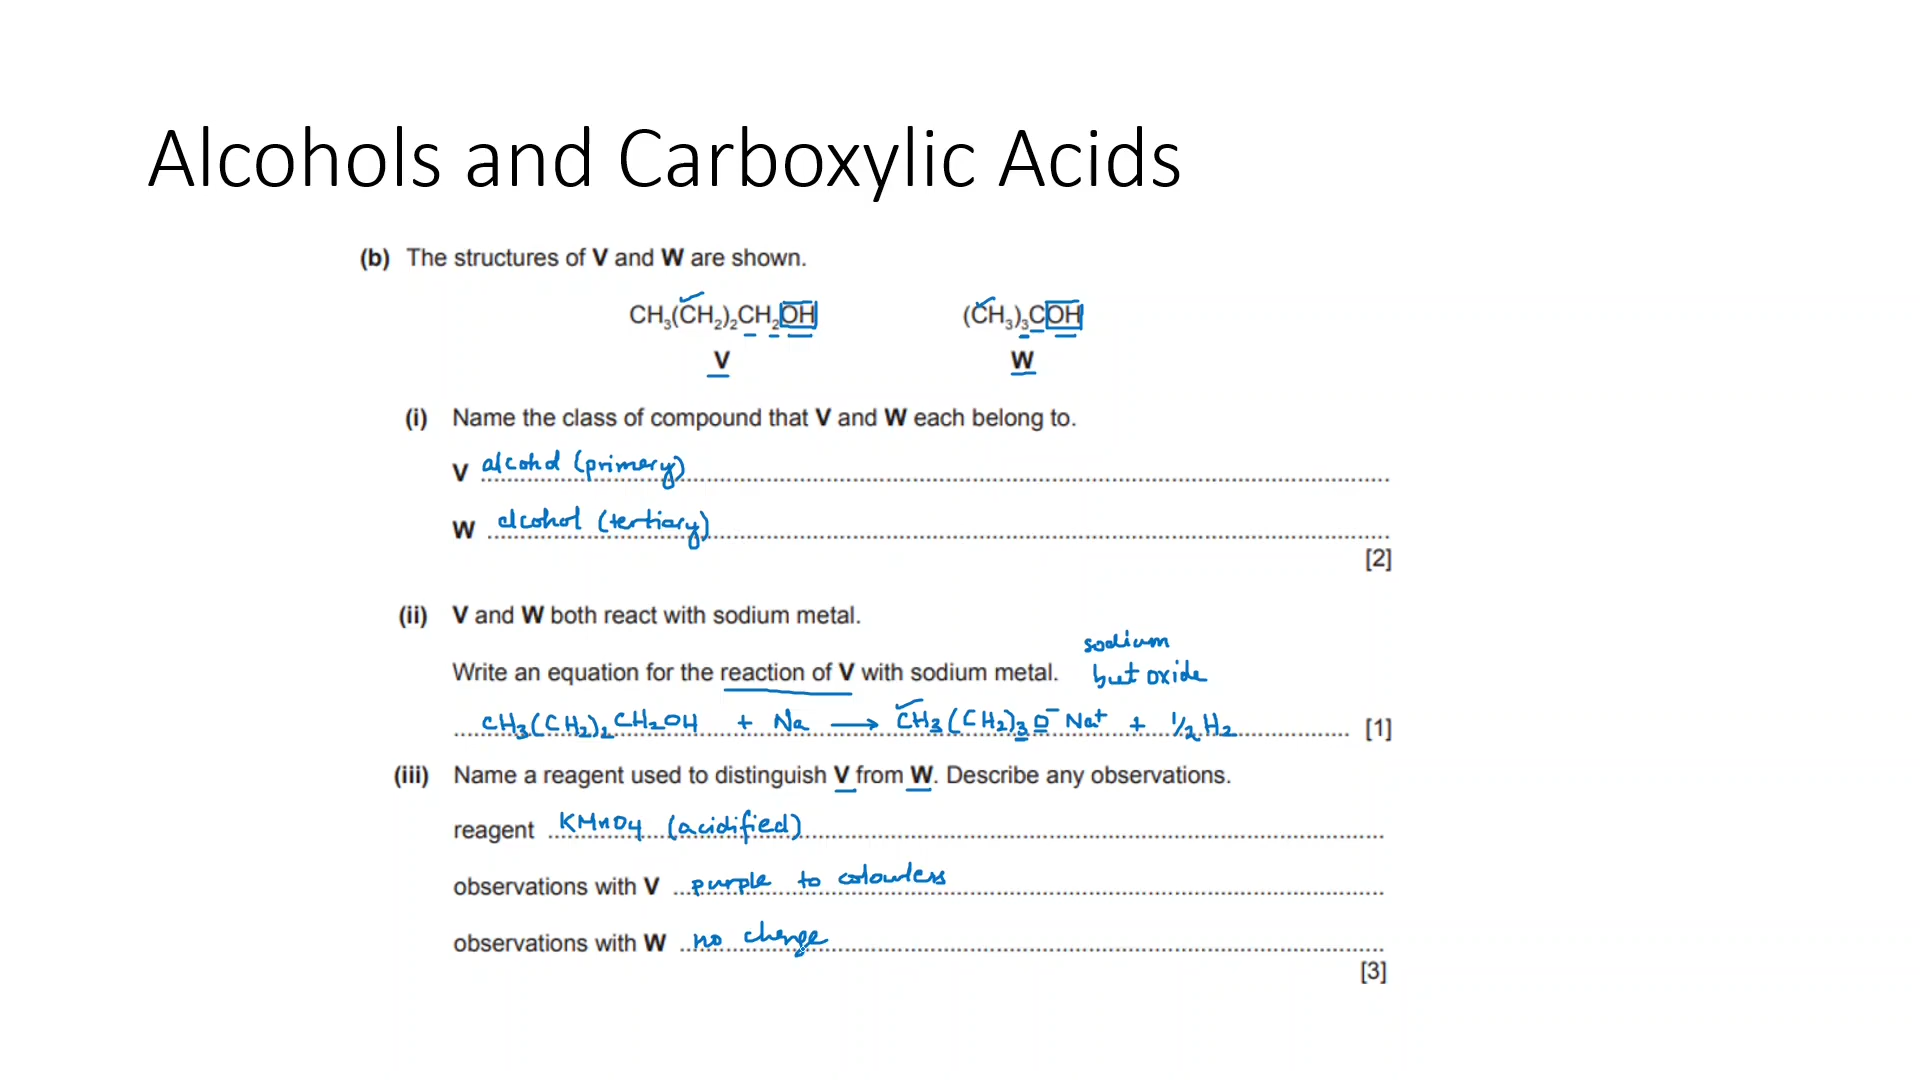 Alcohols and Carboxylic Acids
(b) The structures of V and W are shown.
CH₃(CH₂)₂CH₂OH (CH₃)₃COH
V W
(i) Name the class of compound that V and W each belong to.
V alcohol (primary)
W alcohol (tertiary)
[2]
(ii) V and W both react with sodium metal.
sodium
Write an equation for the reaction of V with sodium metal. butoxide
CH₃(CH₂)₂CH₂OH + Na → CH₃(CH₂)₃O⁻Na⁺ + ½H₂ [1]
(iii) Name a reagent used to distinguish V from W. Describe any observations.
reagent KMnO₄ (acidified)
observations with V purple to colourless
observations with W no change
[3]